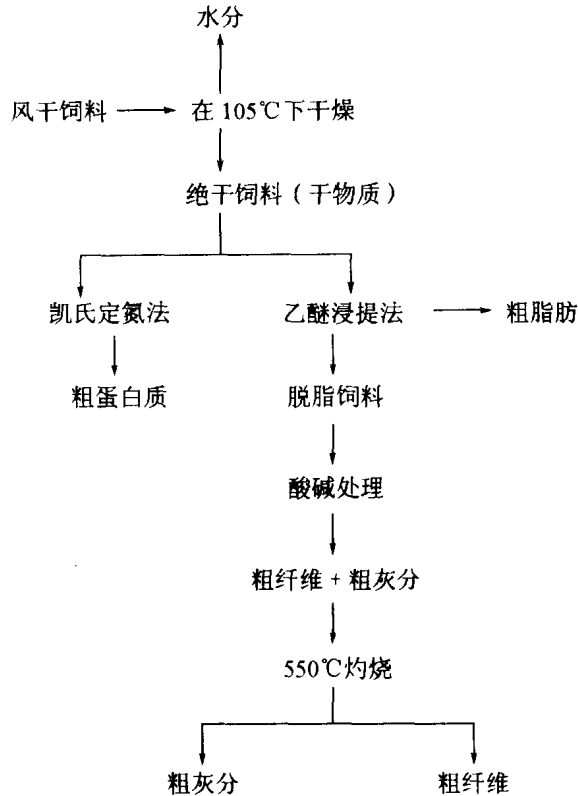 水分
风干饲料
在 105℃下干燥
绝干饲料（干物质）
凯氏定氮法
乙醚浸提法
粗脂肪
粗蛋白质
脱脂饲料
酸碱处理
粗纤维 + 粗灰分
550℃灼烧
粗灰分
粗纤维